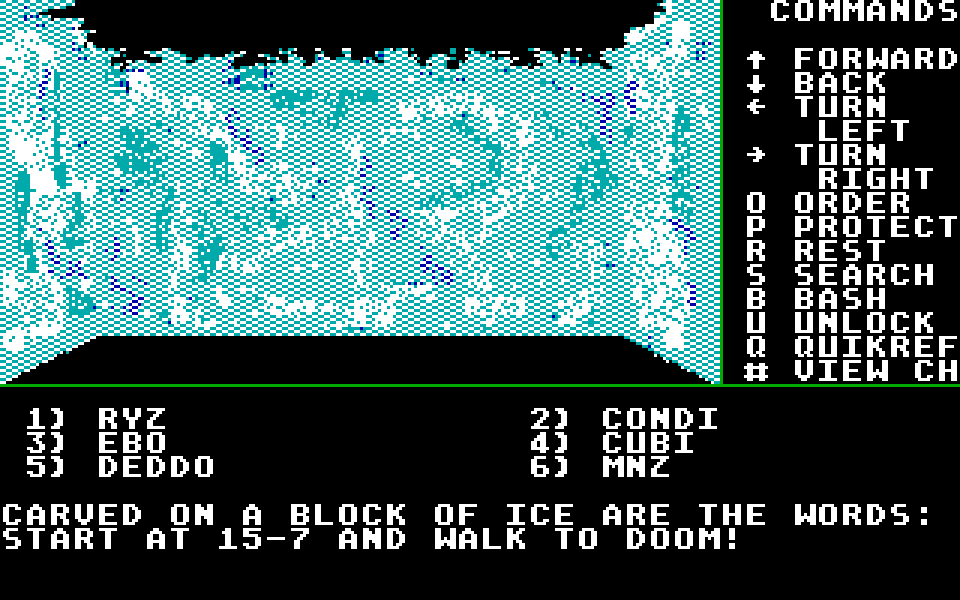 COMMANDS
↑ FORWARD
↓ BACK
← TURN
LEFT
→ TURN
RIGHT
O ORDER
P PROTECT
R REST
S SEARCH
B BASH
U UNLOCK
Q QUIKREF
# VIEW CH
1) RYZ 2) CONDI
3) EBO 4) CUBI
5) DEDDO 6) MNZ
CARVED ON A BLOCK OF ICE ARE THE WORDS:
START AT 15-7 AND WALK TO DOOM!